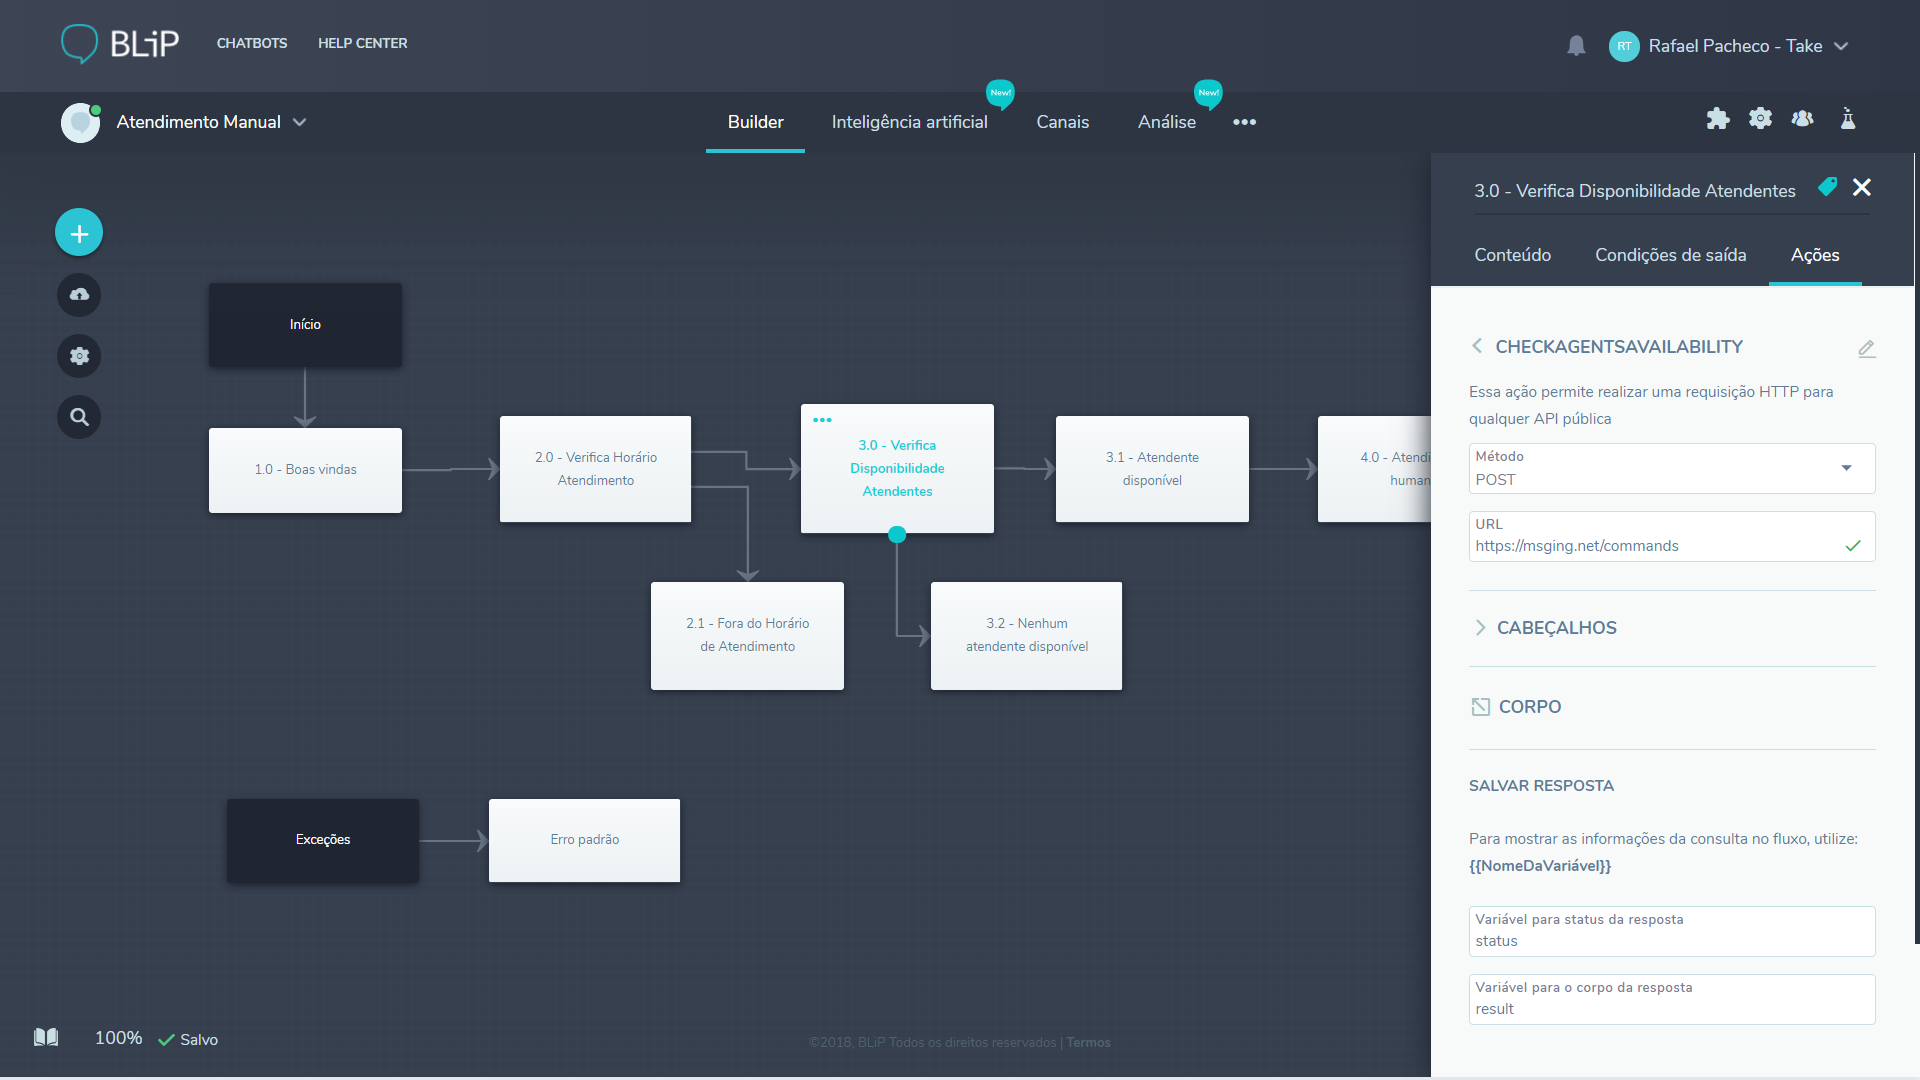 BLiP
CHATBOTS
HELP CENTER
RT
Rafael Pacheco - Take
Atendimento Manual
Builder
Inteligência artificial
New!
Canais
Análise
New!
Início
1.0 - Boas vindas
2.0 - Verifica Horário
Atendimento
3.0 - Verifica
Disponibilidade
Atendentes
3.1 - Atendente
disponível
4.0 -
2.1 - Fora do Horário
de Atendimento
3.2 - Nenhum
atendente disponível
Exceções
Erro padrão
100%
Salvo
©2018, BLiP Todos os direitos reservados | Termos
3.0 - Verifica Disponibilidade Atendentes
Conteúdo
Condições de saída
Ações
CHECKAGENTSAVAILABILITY
Essa ação permite realizar uma requisição HTTP para
qualquer API pública
Método
POST
URL
https://msging.net/commands
CABEÇALHOS
CORPO
SALVAR RESPOSTA
Para mostrar as informações da consulta no fluxo, utilize:
{{NomeDaVariável}}
Variável para status da resposta
status
Variável para o corpo da resposta
result